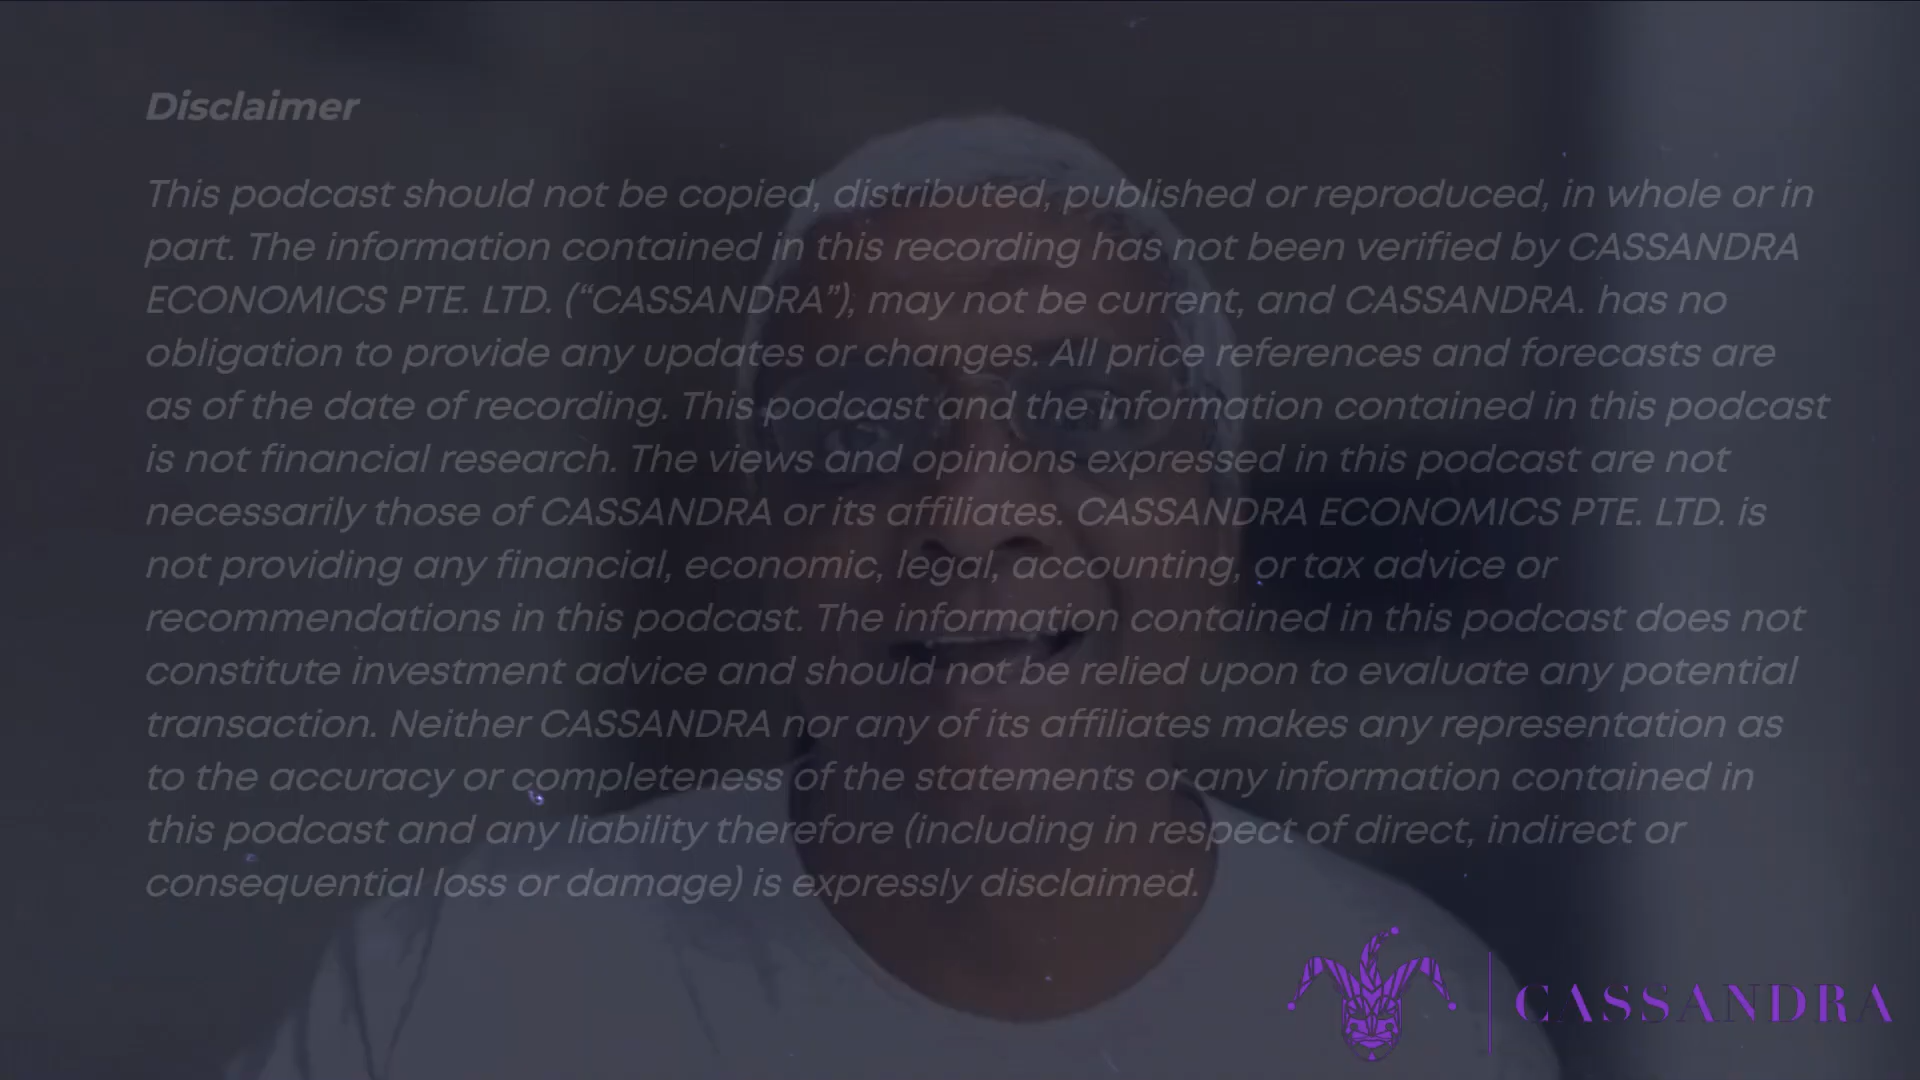 Disclaimer
This podcast should not be copied, distributed, published or reproduced, in whole or in
part. The information contained in this recording has not been verified by CASSANDRA
ECONOMICS PTE. LTD. (“CASSANDRA”), may not be current, and CASSANDRA. has no
obligation to provide any updates or changes. All price references and forecasts are
as of the date of recording. This podcast and the information contained in this podcast
is not financial research. The views and opinions expressed in this podcast are not
necessarily those of CASSANDRA or its affiliates. CASSANDRA ECONOMICS PTE. LTD. is
not providing any financial, economic, legal, accounting, or tax advice or
recommendations in this podcast. The information contained in this podcast does not
constitute investment advice and should not be relied upon to evaluate any potential
transaction. Neither CASSANDRA nor any of its affiliates makes any representation as
to the accuracy or completeness of the statements or any information contained in
this podcast and any liability therefore (including in respect of direct, indirect or
consequential loss or damage) is expressly disclaimed.
CASSANDRA